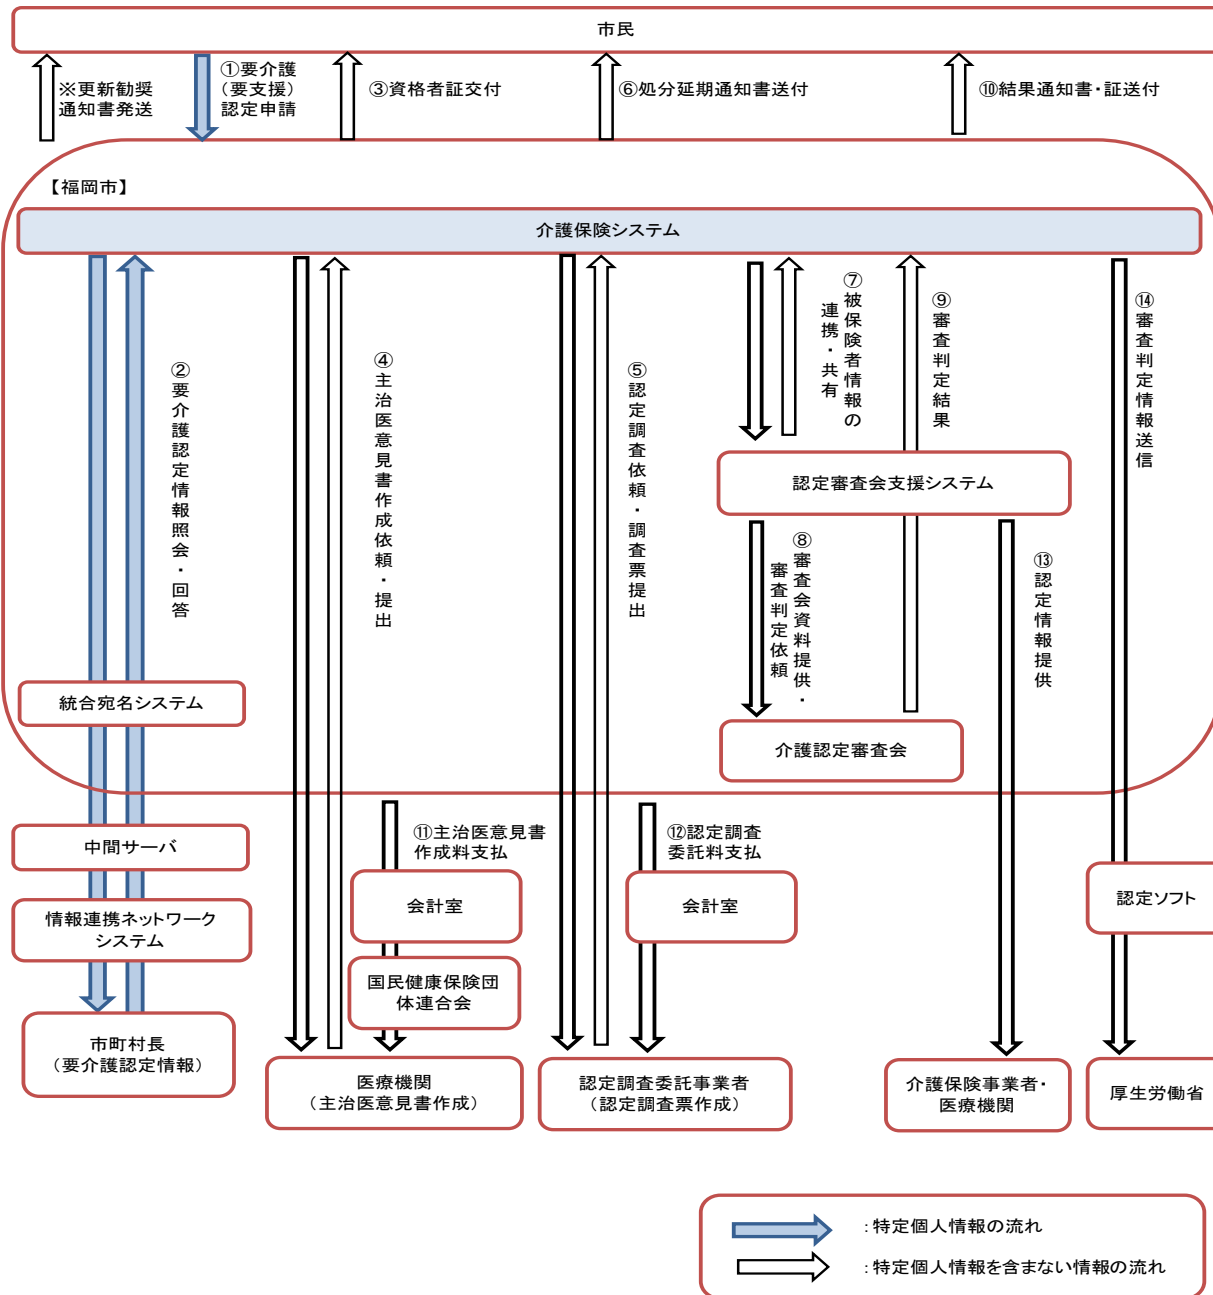 市民
※更新勧奨
通知書発送
①要介護
(要支援)
認定申請
③資格者証交付
⑥処分延期通知書送付
⑩結果通知書・証送付
【福岡市】
介護保険システム
②要介護認定情報照会・回答
④主治医意見書作成依頼・提出
⑤認定調査依頼・調査票提出
⑦被保険者情報の
連携・共有
⑨審査判定結果
⑭審査判定情報送信
認定審査会支援システム
⑧審査会資料提供・
審査判定依頼
⑬認定情報提供
統合宛名システム
介護認定審査会
中間サーバ
⑪主治医意見書
作成料支払
⑫認定調査
委託料支払
会計室
会計室
認定ソフト
情報連携ネットワーク
システム
国民健康保険団
体連合会
市町村長
(要介護認定情報)
医療機関
(主治医意見書作成)
認定調査委託事業者
(認定調査票作成)
介護保険事業者・
医療機関
厚生労働省
:特定個人情報の流れ
:特定個人情報を含まない情報の流れ